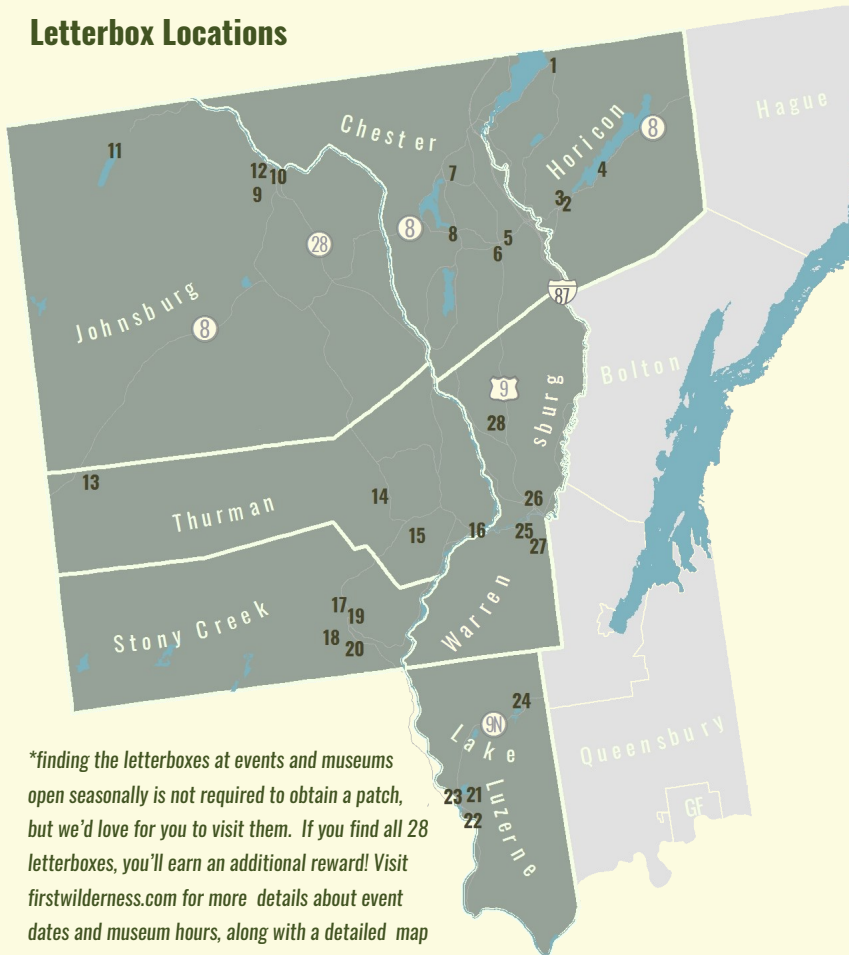 Letterbox Locations
1
Chester
Horicon
8
Hague
11
12 10
9
7
4
3 2
28
8
8
5
6
87
Johnsburg
8
Bolton
9
28
sburg
13
Thurman
14
26
15
16
25
27
Stony Creek
17
19
18
20
Warren
24
9N
Lake
Luzerne
Queensbury
23 21
22
GF
*finding the letterboxes at events and museums
open seasonally is not required to obtain a patch,
but we’d love for you to visit them. If you find all 28
letterboxes, you’ll earn an additional reward! Visit
firstwilderness.com for more details about event
dates and museum hours, along with a detailed map